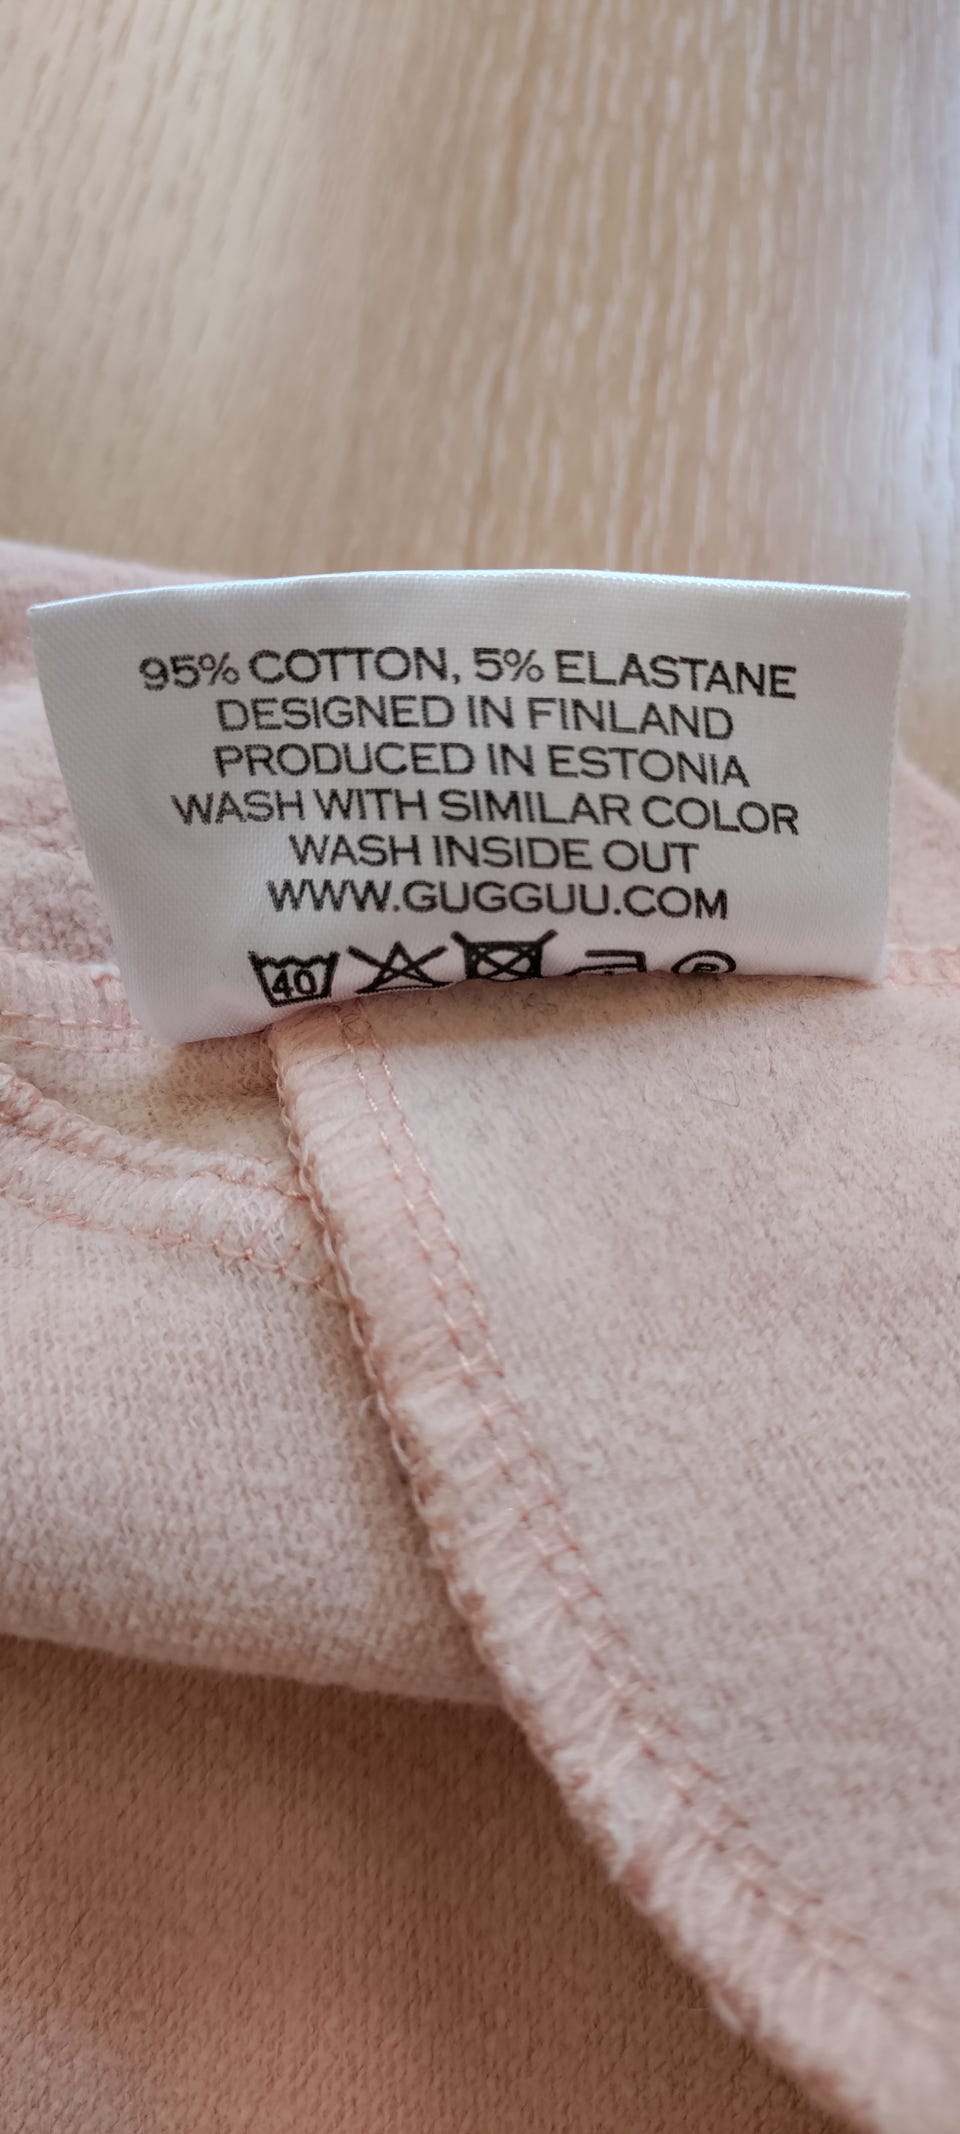 95% COTTON, 5% ELASTANE
DESIGNED IN FINLAND
PRODUCED IN ESTONIA
WASH WITH SIMILAR COLOR
WASH INSIDE OUT
WWW.GUGGUU.COM
40